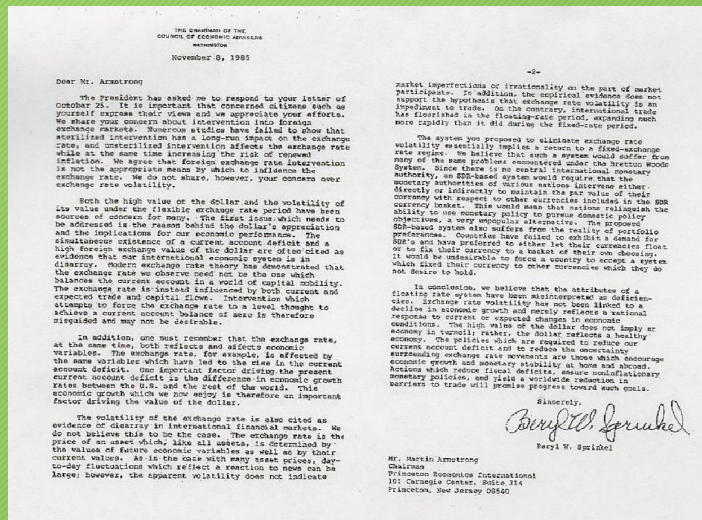 THE CHAIRMAN OF THE
COUNCIL OF ECONOMIC ADVISERS
WASHINGTON
November 8, 1985
Dear Mr. Armstrong
The President has asked me to respond to your letter of
October 25. It is important that concerned citizens such as
yourself express their views and we appreciate your efforts.
We share your concern about intervention into foreign
exchange markets. Numerous studies have failed to show that
sterilized intervention has a long-run impact on the exchange
rate, and unsterilized intervention affects the exchange rate
while at the same time increasing the risk of renewed
inflation. We agree that foreign exchange rate intervention
is not the appropriate means by which to influence the
exchange rate. We do not share, however, your concern over
exchange rate volatility.
Both the high value of the dollar and the volatility of
its value under the flexible exchange rate period have been
sources of concern for many. The first issue which needs to
be addressed is the reason behind the dollar's appreciation
and the implications for our economic performance. The
simultaneous existence of a current account deficit and a
high foreign exchange value of the dollar are often cited as
evidence that our international economic system is in
disarray. Modern exchange rate theory has demonstrated that
the exchange rate we observe need not be the one which
balances the current account in a world of capital mobility.
The exchange rate is instead influenced by both current and
expected trade and capital flows. Intervention which
attempts to force the exchange rate to a level thought to
achieve a current account balance of zero is therefore
misguided and may not be desirable.
In addition, one must remember that the exchange rate,
at the same time, both reflects and affects economic
variables. The exchange rate, for example, is affected by
the same variables which have led to the rise in the current
account deficit. One important factor driving the present
current account deficit is the difference in economic growth
rates between the U.S. and the rest of the world. This
economic growth which we now enjoy is therefore an important
factor driving the value of the dollar.
The volatility of the exchange rate is also cited as
evidence of disarray in international financial markets. We
do not believe this to be the case. The exchange rate is the
price of an asset which, like all assets, is determined by
the values of future economic variables as well as by their
current values. As in the case with many asset prices, day-
to-day fluctuations which reflect a reaction to news can be
large; however, the apparent volatility does not indicate
-2-
market imperfections or irrationality on the part of market
participants. In addition, the empirical evidence does not
support the hypothesis that exchange rate volatility is an
impediment to trade. On the contrary, international trade
has flourished in the floating-rate period, expanding much
more rapidly than it did during the fixed-rate period.
The system you proposed to eliminate exchange rate
volatility essentially implies a return to a fixed-exchange
rate regime. We believe that such a system would suffer from
many of the same problems encountered under the Bretton Woods
System. Since there is no central international monetary
authority, an SDR-based system would require that the
monetary authorities of various nations intervene either
directly or indirectly to maintain the par value of their
currency with respect to other currencies included in the SDR
currency basket. This would mean that nations relinquish the
ability to use monetary policy to pursue domestic policy
objectives, a very unpopular alternative. The proposed
SDR-based system also suffers from the reality of portfolio
preferences. Countries have failed to exhibit a demand for
SDR's and have preferred to either let their currencies float
or to fix their currency to a basket of their own choosing.
It would be undesirable to force a country to accept a system
which fixed their currency to other currencies which they do
not desire to hold.
In conclusion, we believe that the attributes of a
floating rate system have been misinterpreted as deficien-
cies. Exchange rate volatility has not been linked to a
decline in economic growth and merely reflects a rational
response to current or expected changes in economic
conditions. The high value of the dollar does not imply an
economy in turmoil; rather, the dollar reflects a healthy
economy. The policies which are required to reduce our
current account deficit and to reduce the uncertainty
surrounding exchange rate movements are those which encourage
economic growth and monetary stability at home and abroad.
Actions which reduce fiscal deficits, ensure noninflationary
monetary policies, and yield a worldwide reduction in
barriers to trade will promise progress toward such goals.
Sincerely,
Beryl W. Sprinkel
Beryl W. Sprinkel
Mr. Martin Armstrong
Chairman
Princeton Economics International
101 Carnegie Center, Suite 314
Princeton, New Jersey 08540